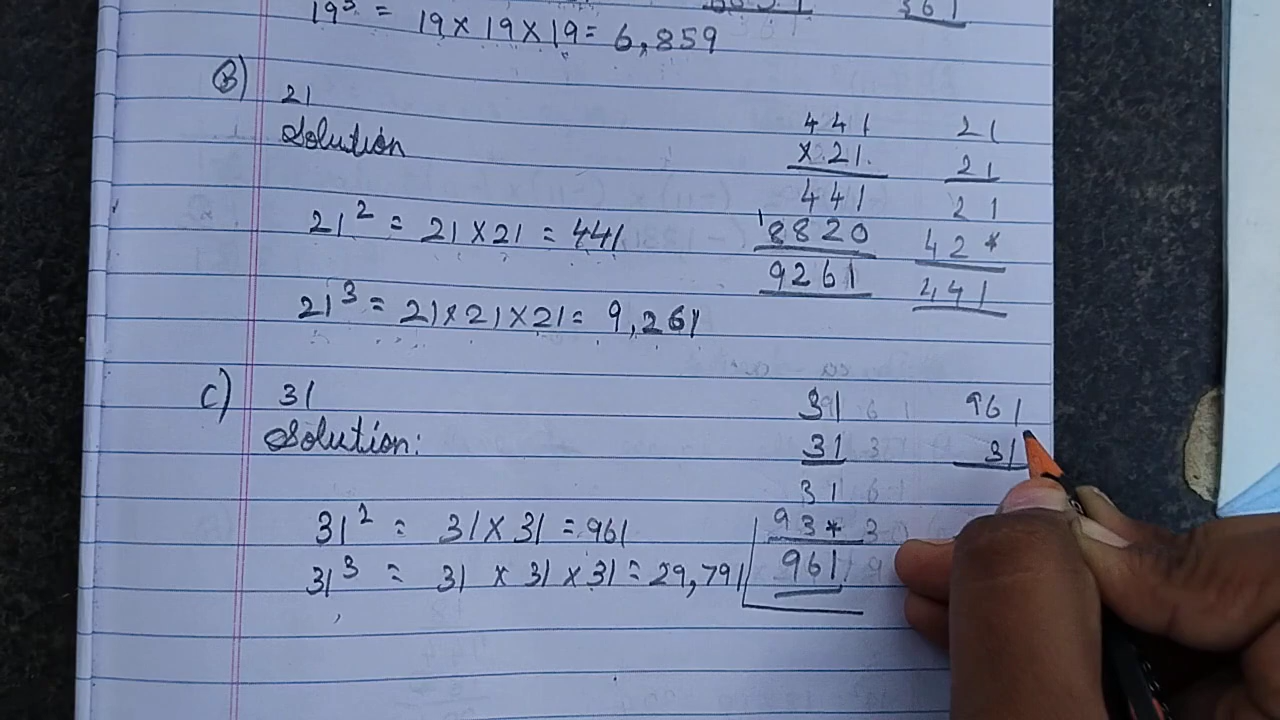 19³ = 19 × 19 × 19 = 6,859
361
B)
21
Solution
21² = 21 × 21 = 441
21³ = 21 × 21 × 21 = 9,261
441
× 21
441
8820
9261
21
21
21
42*
441
C) 31
Solution:
31² = 31 × 31 = 961
31³ = 31 × 31 × 31 = 29,791
31
31
31
93*
961
961
31